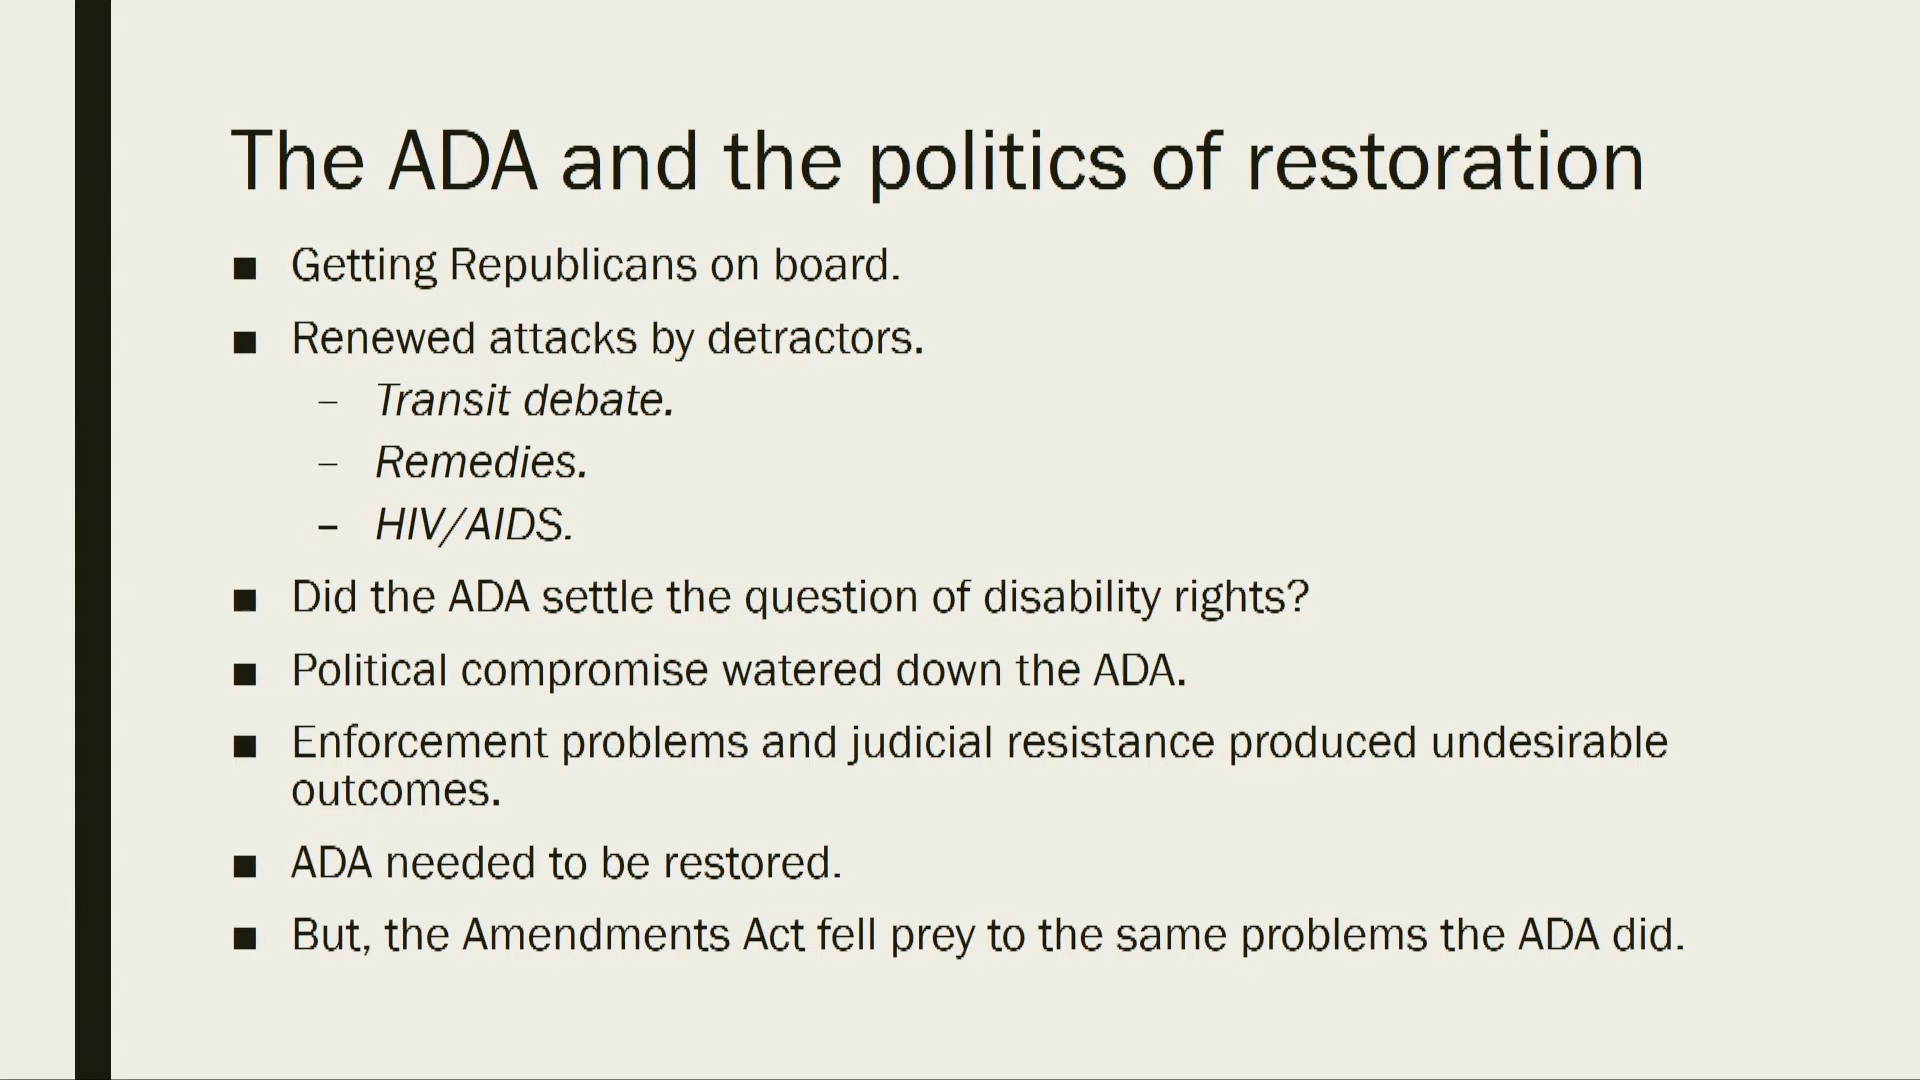 The ADA and the politics of restoration
■ Getting Republicans on board.
■ Renewed attacks by detractors.
– Transit debate.
– Remedies.
– HIV/AIDS.
■ Did the ADA settle the question of disability rights?
■ Political compromise watered down the ADA.
■ Enforcement problems and judicial resistance produced undesirable
outcomes.
■ ADA needed to be restored.
■ But, the Amendments Act fell prey to the same problems the ADA did.